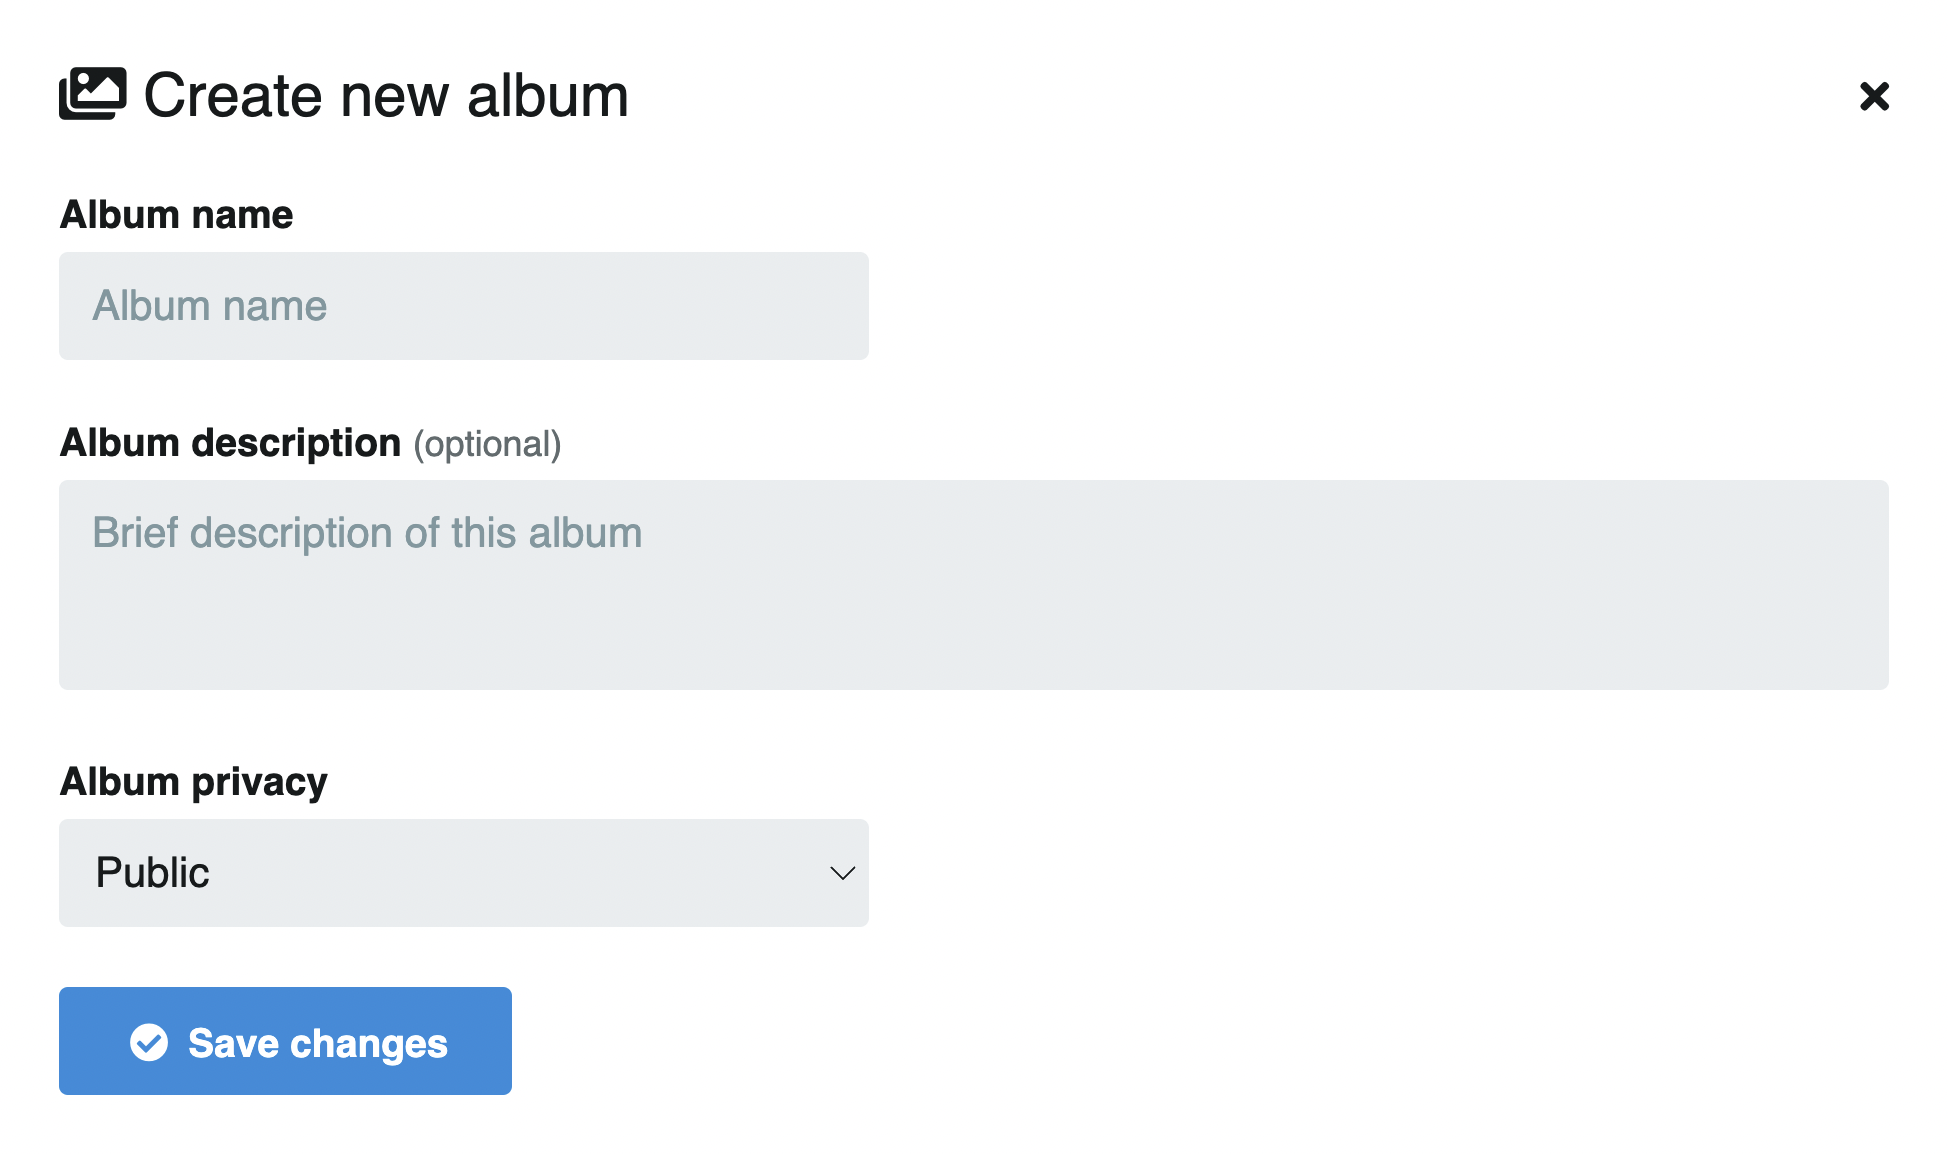 Create new album
Album name
Album name
Album description (optional)
Brief description of this album
Album privacy
Public
Save changes